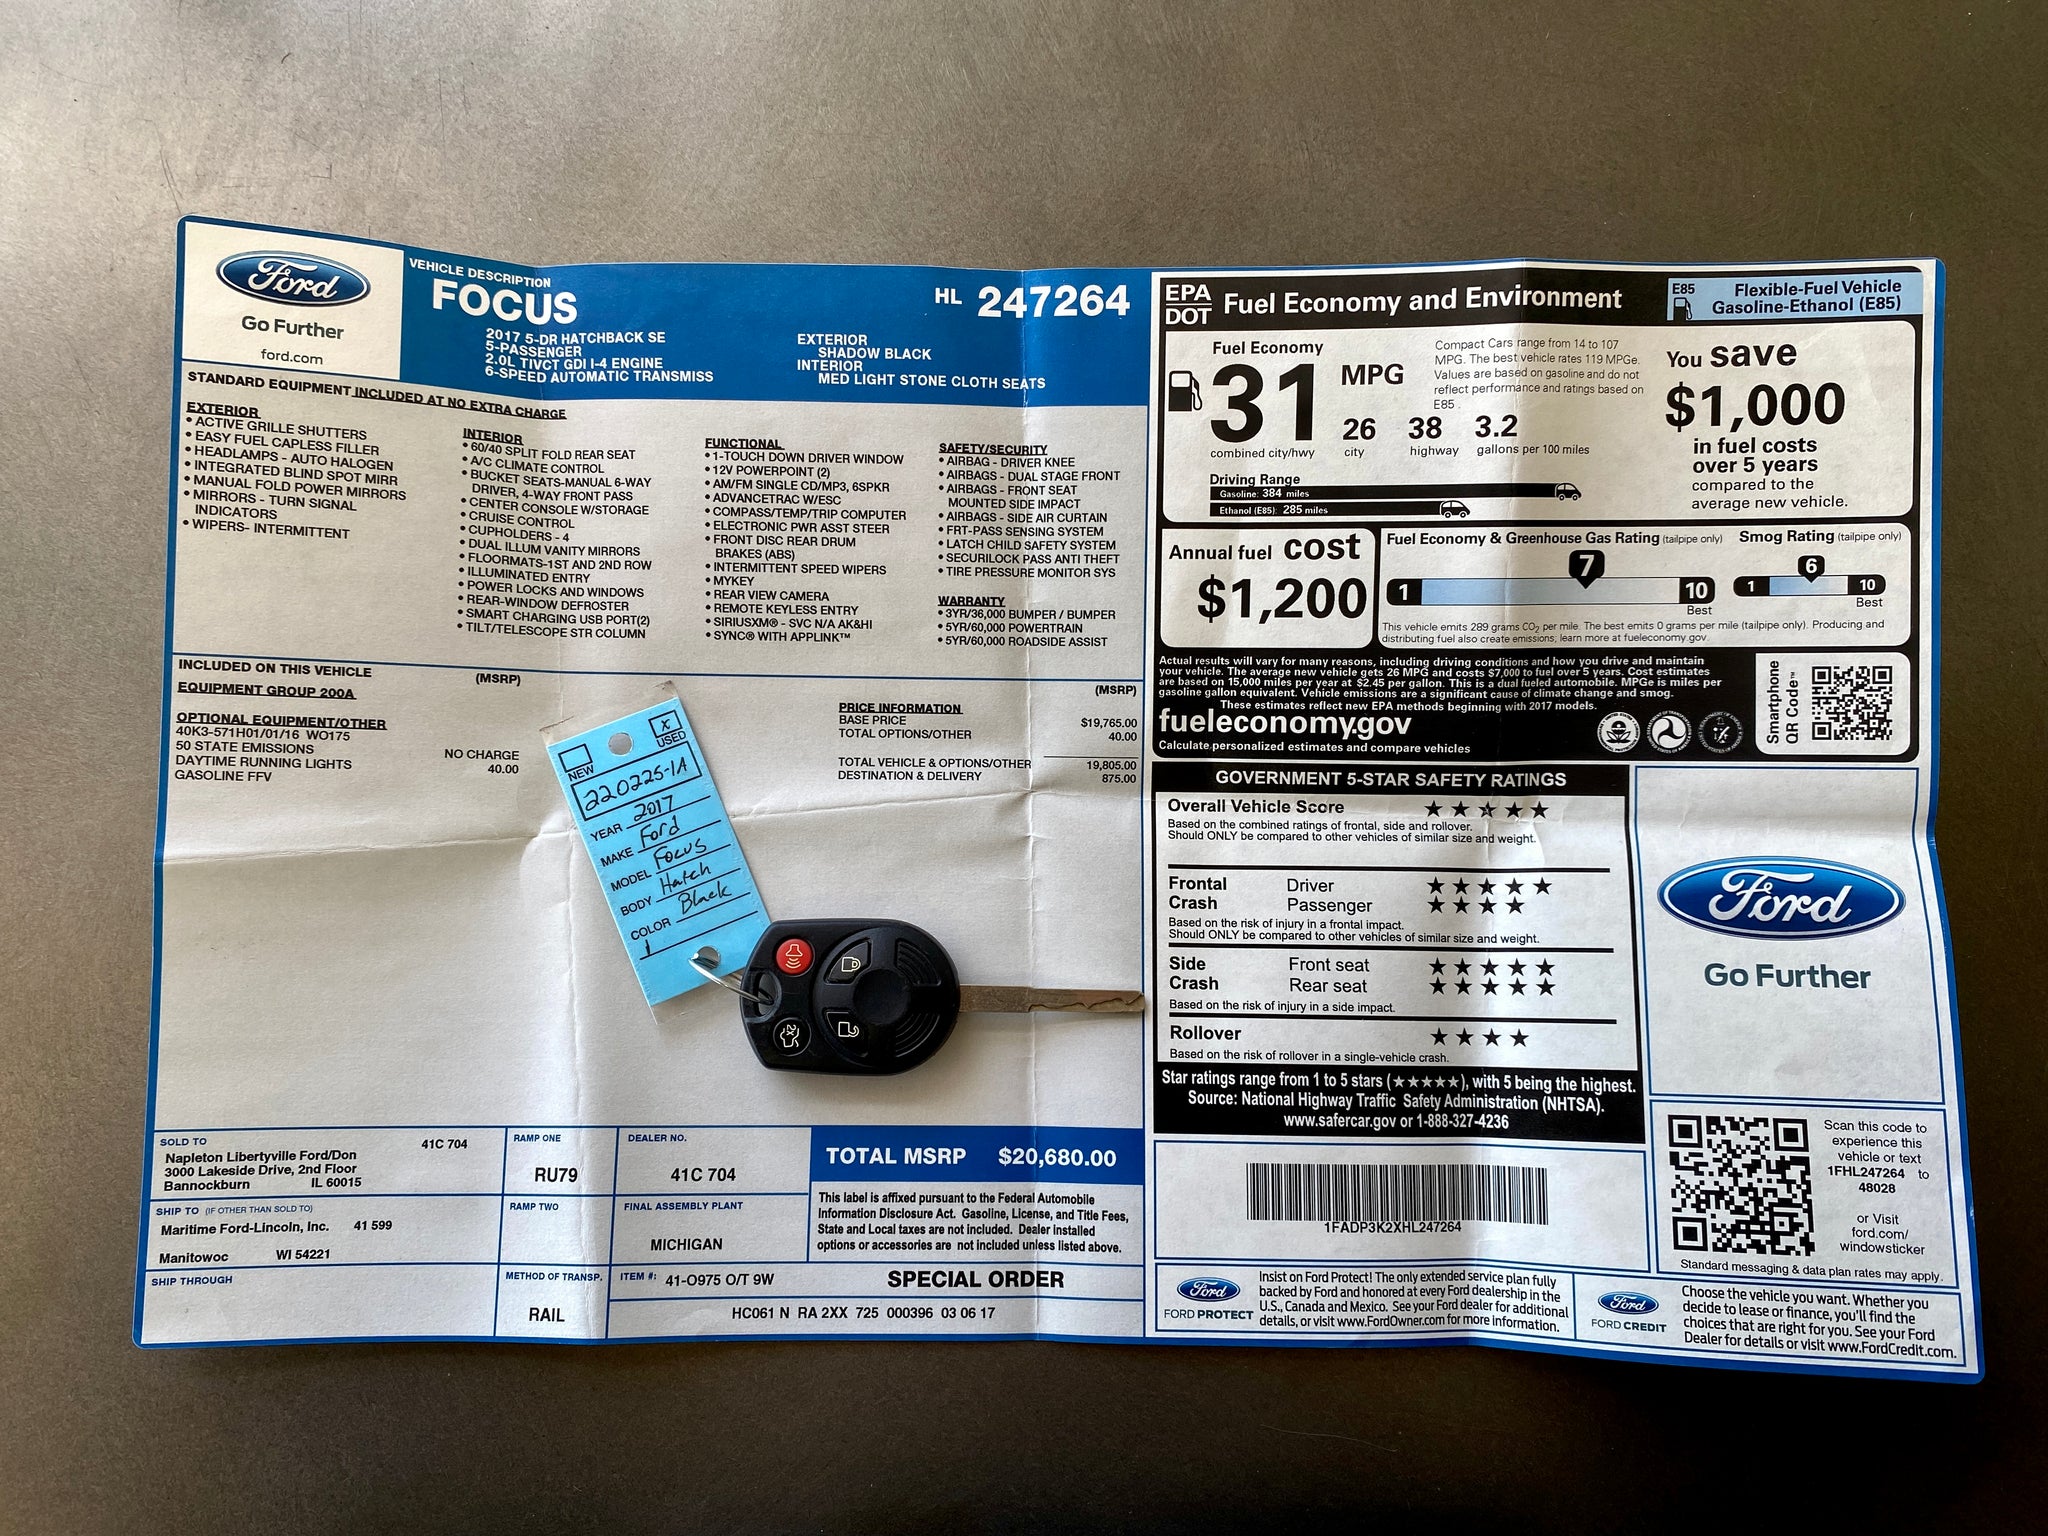 Ford
Go Further
ford.com
VEHICLE DESCRIPTION
FOCUS
2017 5-DR HATCHBACK SE
5-PASSENGER
2.0L TIVCT GDI I-4 ENGINE
6-SPEED AUTOMATIC TRANSMISS
HL 247264
EXTERIOR
SHADOW BLACK
INTERIOR
MED LIGHT STONE CLOTH SEATS
STANDARD EQUIPMENT INCLUDED AT NO EXTRA CHARGE
EXTERIOR
• ACTIVE GRILLE SHUTTERS
• EASY FUEL CAPLESS FILLER
• HEADLAMPS - AUTO HALOGEN
• INTEGRATED BLIND SPOT MIRR
• MANUAL FOLD POWER MIRRORS
• MIRRORS - TURN SIGNAL
INDICATORS
• WIPERS- INTERMITTENT
INTERIOR
• 60/40 SPLIT FOLD REAR SEAT
• A/C CLIMATE CONTROL
• BUCKET SEATS-MANUAL 6-WAY
DRIVER, 4-WAY FRONT PASS
• CENTER CONSOLE W/STORAGE
• CRUISE CONTROL
• CUPHOLDERS - 4
• DUAL ILLUM VANITY MIRRORS
• FLOORMATS-1ST AND 2ND ROW
• ILLUMINATED ENTRY
• POWER LOCKS AND WINDOWS
• REAR-WINDOW DEFROSTER
• SMART CHARGING USB PORT(2)
• TILT/TELESCOPE STR COLUMN
FUNCTIONAL
• 1-TOUCH DOWN DRIVER WINDOW
• 12V POWERPOINT (2)
• AM/FM SINGLE CD/MP3, 6SPKR
• ADVANCETRAC W/ESC
• COMPASS/TEMP/TRIP COMPUTER
• ELECTRONIC PWR ASST STEER
• FRONT DISC REAR DRUM
BRAKES (ABS)
• INTERMITTENT SPEED WIPERS
• MYKEY
• REAR VIEW CAMERA
• REMOTE KEYLESS ENTRY
• SIRIUSXM® - SVC N/A AK&HI
• SYNC® WITH APPLINK™
SAFETY/SECURITY
• AIRBAG - DRIVER KNEE
• AIRBAGS - DUAL STAGE FRONT
• AIRBAGS - FRONT SEAT
MOUNTED SIDE IMPACT
• AIRBAGS - SIDE AIR CURTAIN
• FRT-PASS SENSING SYSTEM
• LATCH CHILD SAFETY SYSTEM
• SECURILOCK PASS ANTI THEFT
• TIRE PRESSURE MONITOR SYS
WARRANTY
• 3YR/36,000 BUMPER / BUMPER
• 5YR/60,000 POWERTRAIN
• 5YR/60,000 ROADSIDE ASSIST
INCLUDED ON THIS VEHICLE
(MSRP)
EQUIPMENT GROUP 200A
OPTIONAL EQUIPMENT/OTHER
40K3-571H01/01/16 WO175
50 STATE EMISSIONS NO CHARGE
DAYTIME RUNNING LIGHTS 40.00
GASOLINE FFV
(MSRP)
PRICE INFORMATION
BASE PRICE $19,765.00
TOTAL OPTIONS/OTHER 40.00
TOTAL VEHICLE & OPTIONS/OTHER 19,805.00
DESTINATION & DELIVERY 875.00
NEW
X
USED
220225-1A
YEAR 2017
MAKE Ford
MODEL Focus
BODY Hatch
COLOR Black
SOLD TO 41C 704
Napleton Libertyville Ford/Don
3000 Lakeside Drive, 2nd Floor
Bannockburn IL 60015
SHIP TO (IF OTHER THAN SOLD TO)
Maritime Ford-Lincoln, Inc. 41 599
Manitowoc WI 54221
SHIP THROUGH
RAMP ONE
RU79
RAMP TWO
METHOD OF TRANSP.
RAIL
DEALER NO.
41C 704
FINAL ASSEMBLY PLANT
MICHIGAN
ITEM #: 41-O975 O/T 9W
SPECIAL ORDER
HC061 N RA 2XX 725 000396 03 06 17
TOTAL MSRP $20,680.00
This label is affixed pursuant to the Federal Automobile
Information Disclosure Act. Gasoline, License, and Title Fees,
State and Local taxes are not included. Dealer installed
options or accessories are not included unless listed above.
EPA
DOT
Fuel Economy and Environment
E85
Flexible-Fuel Vehicle
Gasoline-Ethanol (E85)
Fuel Economy
31 MPG
combined city/hwy
26
city
38
highway
3.2
gallons per 100 miles
Compact Cars range from 14 to 107
MPG. The best vehicle rates 119 MPGe.
Values are based on gasoline and do not
reflect performance and ratings based on
E85 .
Driving Range
Gasoline: 384 miles
Ethanol (E85): 285 miles
You save
$1,000
in fuel costs
over 5 years
compared to the
average new vehicle.
Annual fuel cost
$1,200
Fuel Economy & Greenhouse Gas Rating (tailpipe only)
1
7
10
Best
Smog Rating (tailpipe only)
1
6
10
Best
This vehicle emits 289 grams CO2 per mile. The best emits 0 grams per mile (tailpipe only). Producing and
distributing fuel also create emissions; learn more at fueleconomy.gov.
Actual results will vary for many reasons, including driving conditions and how you drive and maintain
your vehicle. The average new vehicle gets 26 MPG and costs $7,000 to fuel over 5 years. Cost estimates
are based on 15,000 miles per year at $2.45 per gallon. This is a dual fueled automobile. MPGe is miles per
gasoline gallon equivalent. Vehicle emissions are a significant cause of climate change and smog.
These estimates reflect new EPA methods beginning with 2017 models.
fueleconomy.gov
Calculate personalized estimates and compare vehicles
Smartphone
QR Code™
GOVERNMENT 5-STAR SAFETY RATINGS
Overall Vehicle Score ★★★★★
Based on the combined ratings of frontal, side and rollover.
Should ONLY be compared to other vehicles of similar size and weight.
Frontal Driver ★★★★★
Crash Passenger ★★★★
Based on the risk of injury in a frontal impact.
Should ONLY be compared to other vehicles of similar size and weight.
Side Front seat ★★★★★
Crash Rear seat ★★★★★
Based on the risk of injury in a side impact.
Rollover ★★★★
Based on the risk of rollover in a single-vehicle crash.
Star ratings range from 1 to 5 stars (★★★★★), with 5 being the highest.
Source: National Highway Traffic Safety Administration (NHTSA).
www.safercar.gov or 1-888-327-4236
Ford
Go Further
1FADP3K2XHL247264
Scan this code to
experience this
vehicle or text
1FHL247264 to
48028
or Visit
ford.com/
windowsticker
Standard messaging & data plan rates may apply.
Ford
FORD PROTECT
Insist on Ford Protect! The only extended service plan fully
backed by Ford and honored at every Ford dealership in the
U.S., Canada and Mexico. See your Ford dealer for additional
details, or visit www.FordOwner.com for more information.
Ford
FORD CREDIT
Choose the vehicle you want. Whether you
decide to lease or finance, you'll find the
choices that are right for you. See your Ford
Dealer for details or visit www.FordCredit.com.